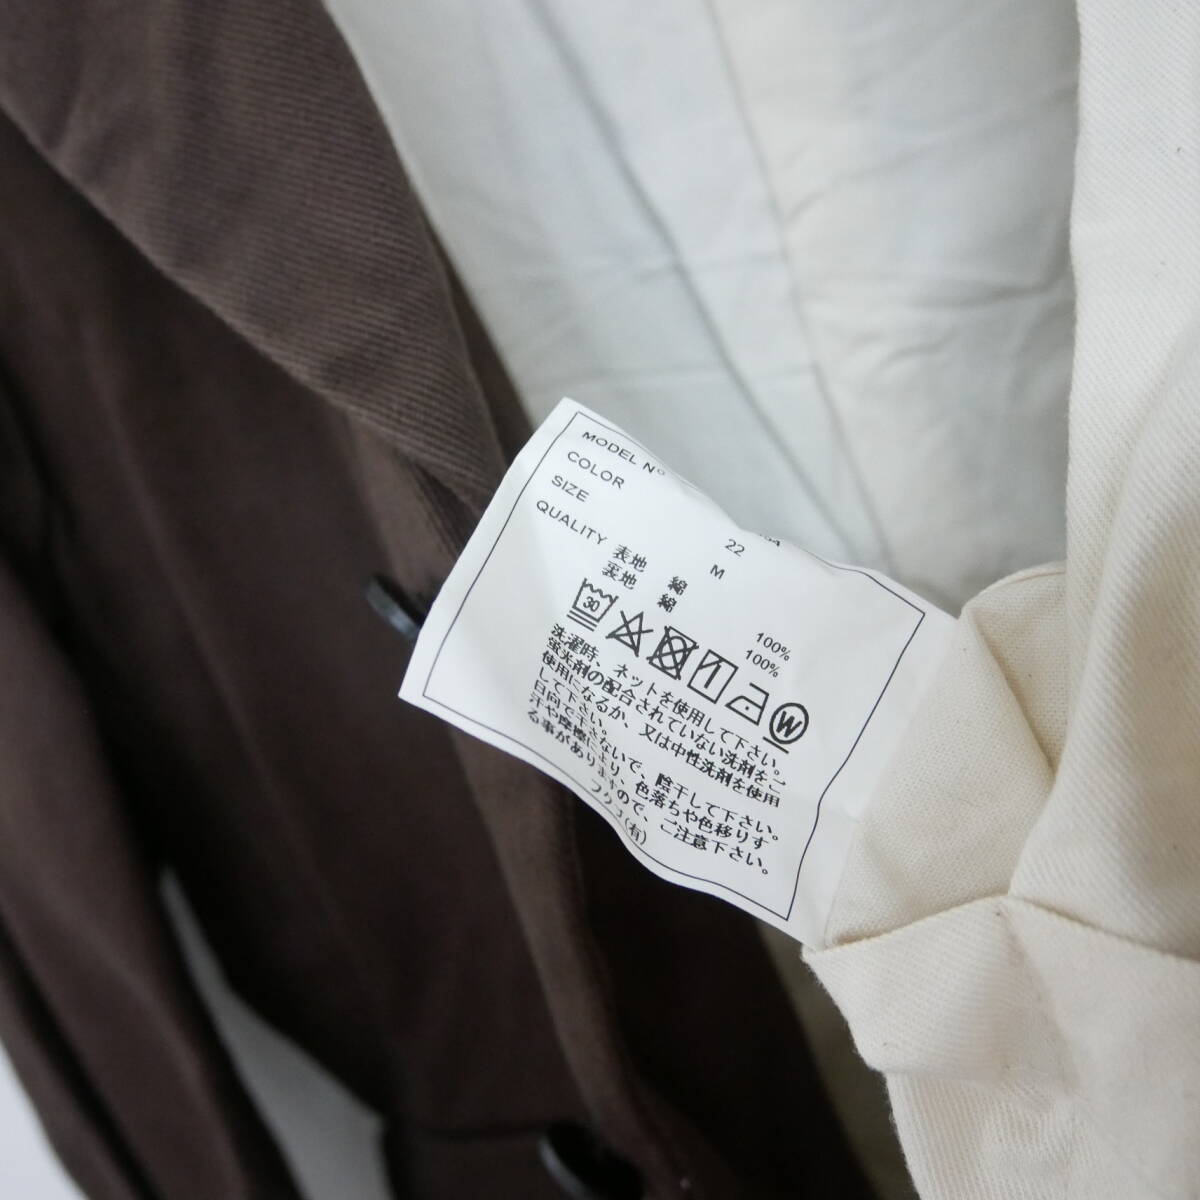 MODEL N°
COLOR 22
SIZE M
QUALITY
表地 綿 100%
裏地 綿 100%
30
W
洗濯時、ネットを使用して下さい。
蛍光剤の配合されていない洗剤をご
使用になるか、又は中性洗剤を使用
して下さい。
日向で干さないで、陰干して下さい。
汗や摩擦により、色落ちや色移りす
る事がありますので、ご注意下さい。
(有)